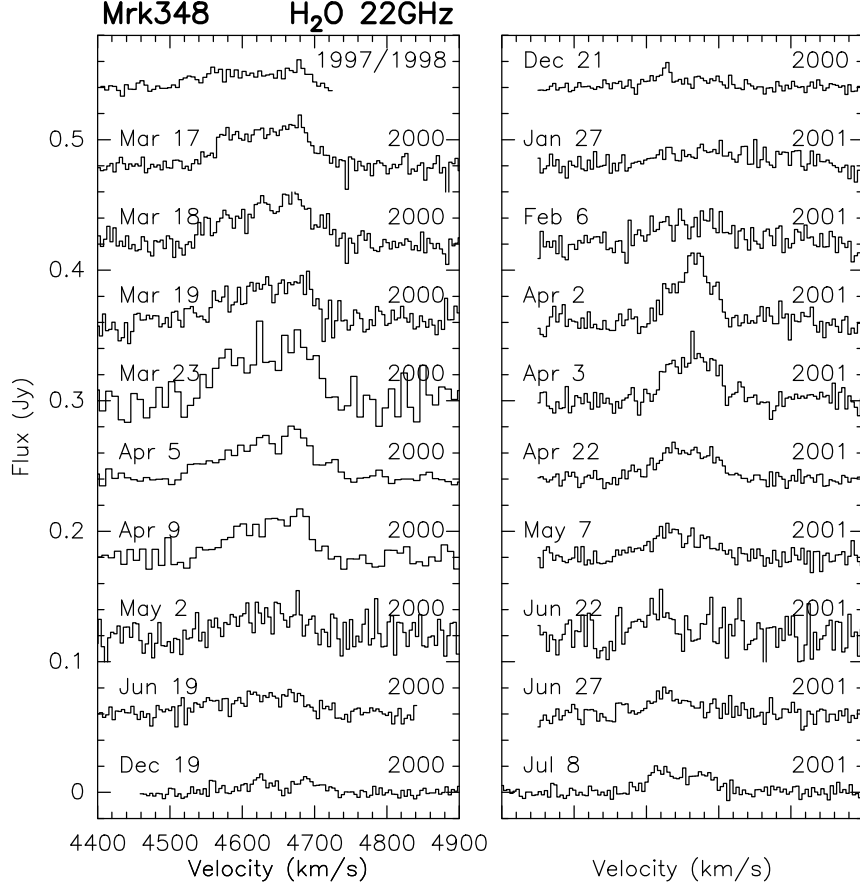 Mrk348 H₂O 22GHz
1997/1998
Mar 17 2000
Mar 18 2000
Mar 19 2000
Mar 23 2000
Apr 5 2000
Apr 9 2000
May 2 2000
Jun 19 2000
Dec 19 2000
Dec 21 2000
Jan 27 2001
Feb 6 2001
Apr 2 2001
Apr 3 2001
Apr 22 2001
May 7 2001
Jun 22 2001
Jun 27 2001
Jul 8 2001
Flux (Jy)
0.5
0.4
0.3
0.2
0.1
0
4400 4500 4600 4700 4800 4900
Velocity (km/s)
Velocity (km/s)